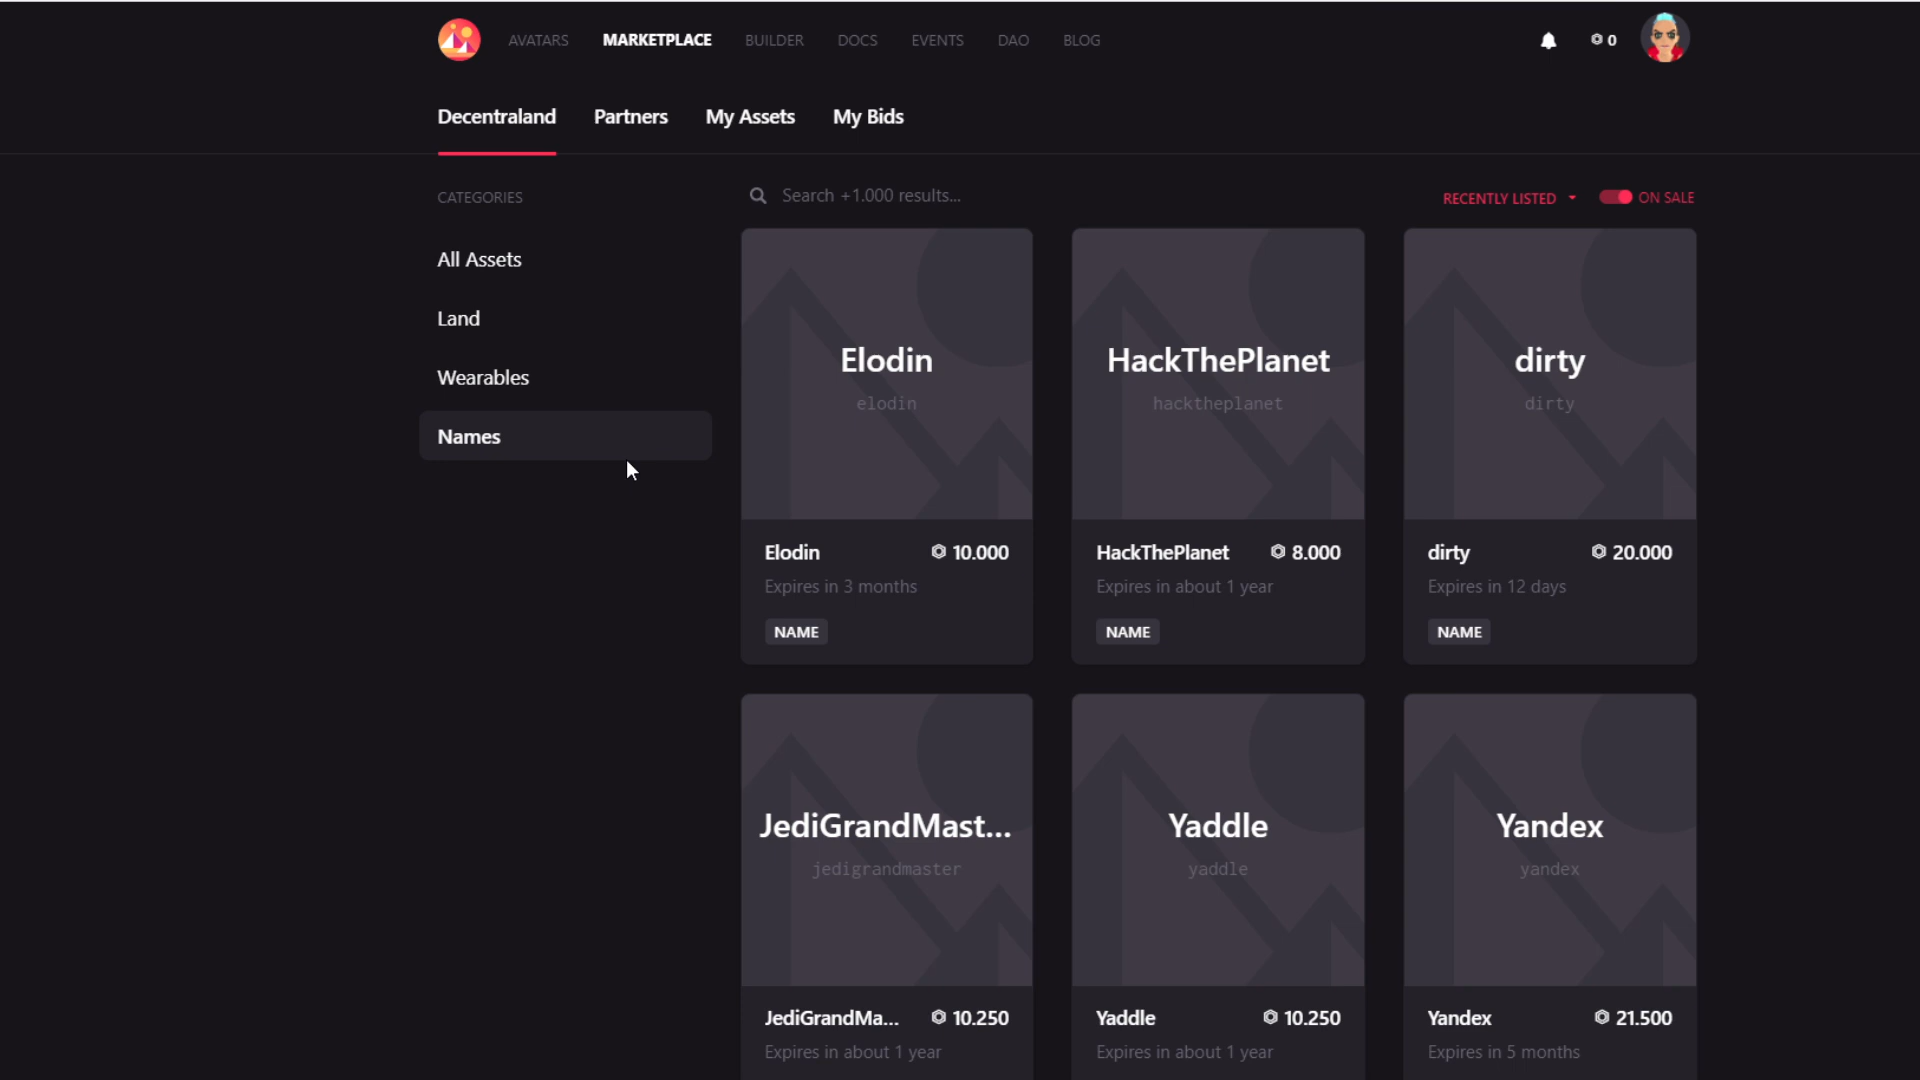 AVATARS MARKETPLACE BUILDER DOCS EVENTS DAO BLOG 0
Decentraland Partners My Assets My Bids
CATEGORIES
All Assets
Land
Wearables
Names
Search +1.000 results...
RECENTLY LISTED ON SALE
Elodin
elodin
Elodin 10.000
Expires in 3 months
NAME
HackThePlanet
hacktheplanet
HackThePlanet 8.000
Expires in about 1 year
NAME
dirty
dirty
dirty 20.000
Expires in 12 days
NAME
JediGrandMast...
jedigrandmaster
JediGrandMa... 10.250
Expires in about 1 year
Yaddle
yaddle
Yaddle 10.250
Expires in about 1 year
Yandex
yandex
Yandex 21.500
Expires in 5 months